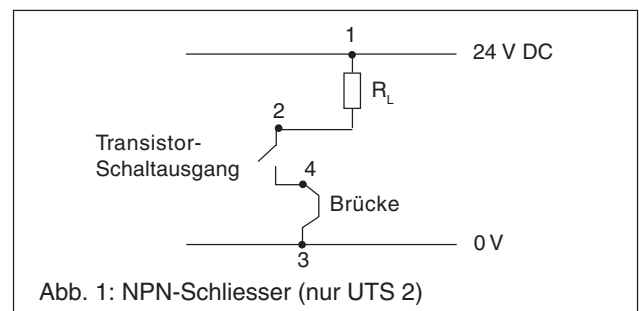 1
24 V DC
R_L
2
Transistor-
Schaltausgang
4
Brücke
0 V
3
Abb. 1: NPN-Schliesser (nur UTS 2)